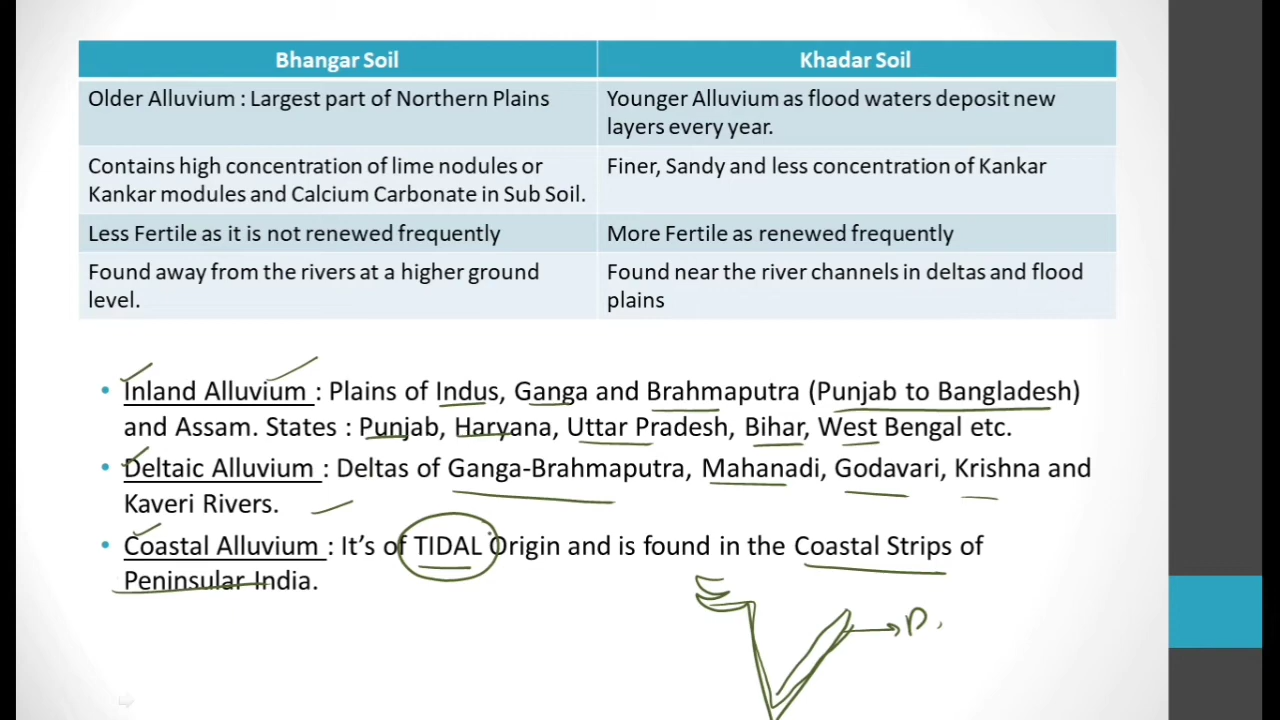 Bhangar Soil
Khadar Soil
Older Alluvium : Largest part of Northern Plains
Younger Alluvium as flood waters deposit new
layers every year.
Contains high concentration of lime nodules or
Kankar modules and Calcium Carbonate in Sub Soil.
Finer, Sandy and less concentration of Kankar
Less Fertile as it is not renewed frequently
More Fertile as renewed frequently
Found away from the rivers at a higher ground
level.
Found near the river channels in deltas and flood
plains
• Inland Alluvium : Plains of Indus, Ganga and Brahmaputra (Punjab to Bangladesh)
and Assam. States : Punjab, Haryana, Uttar Pradesh, Bihar, West Bengal etc.
• Deltaic Alluvium : Deltas of Ganga-Brahmaputra, Mahanadi, Godavari, Krishna and
Kaveri Rivers.
• Coastal Alluvium : It's of TIDAL Origin and is found in the Coastal Strips of
Peninsular India.